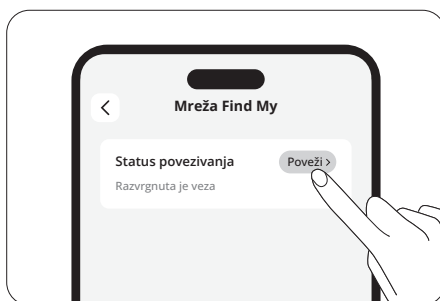 Mreža Find My
Status povezivanja
Poveži >
Razvrgnuta je veza